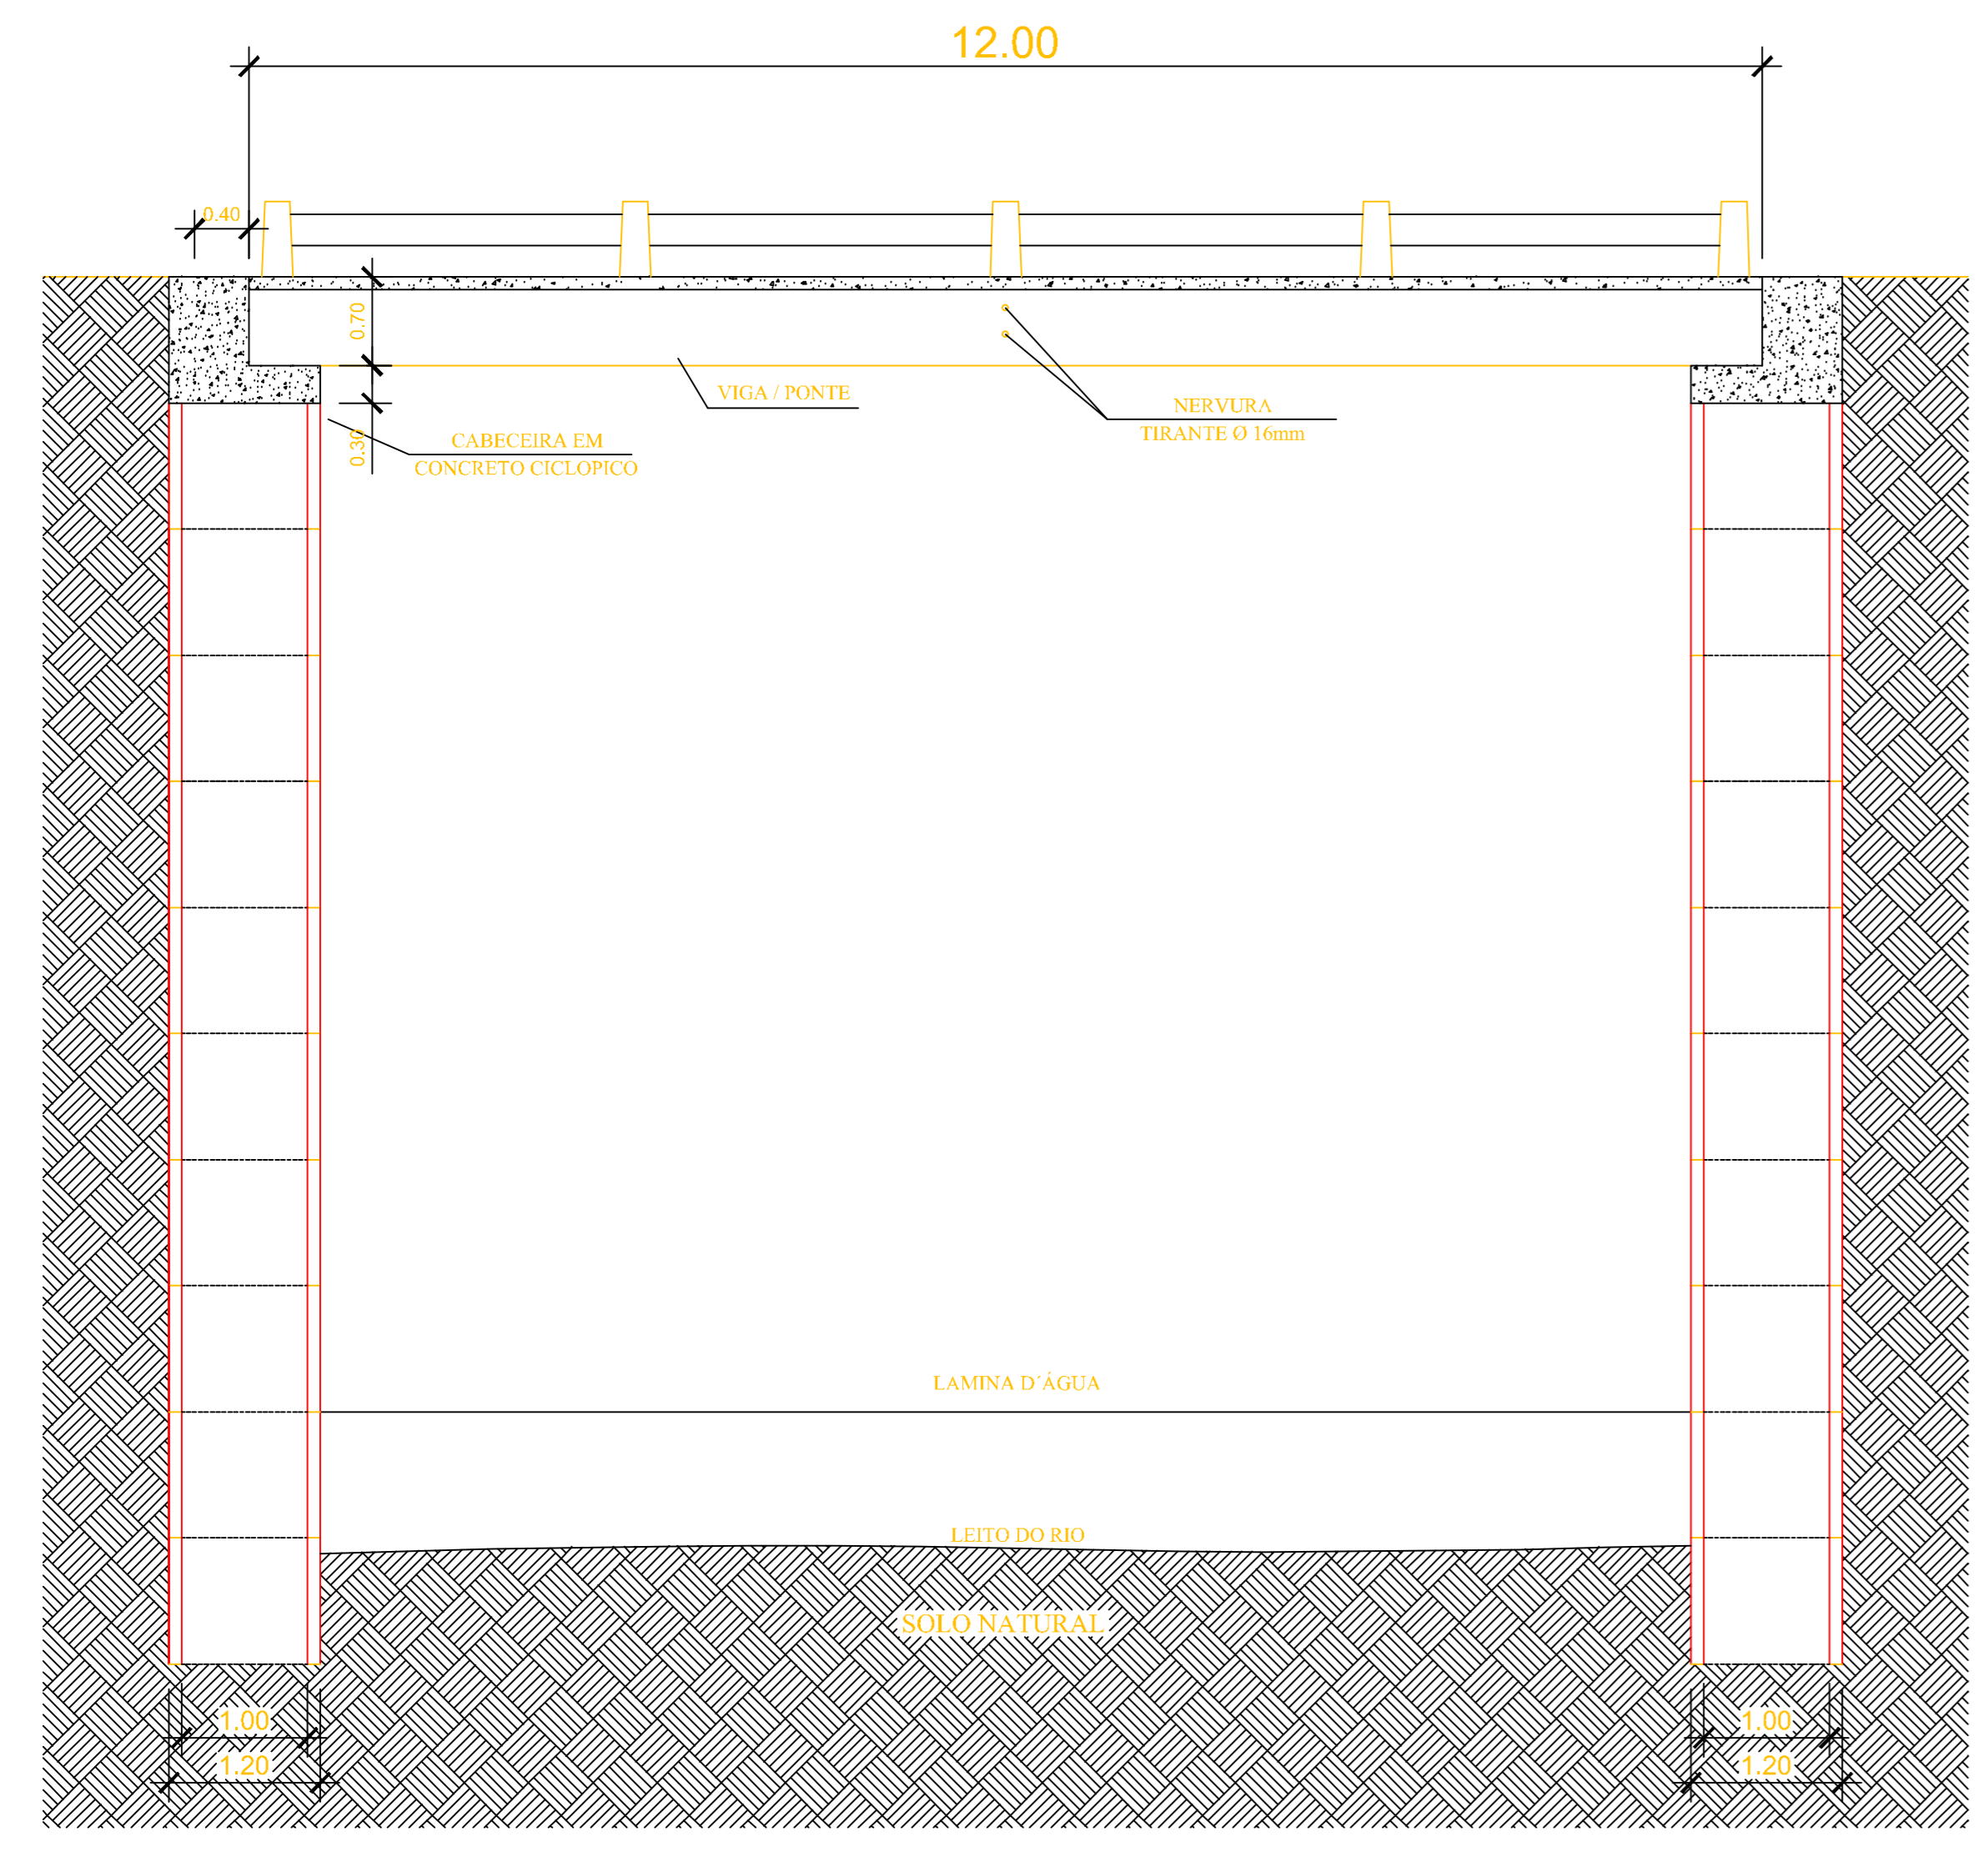 12.00
0.40
0.70
VIGA / PONTE
NERVURA
TIRANTE Ø 16mm
0.30
CABECEIRA EM
CONCRETO CICLOPICO
LAMINA D´ÁGUA
LEITO DO RIO
SOLO NATURAL
1.00
1.00
1.20
1.20